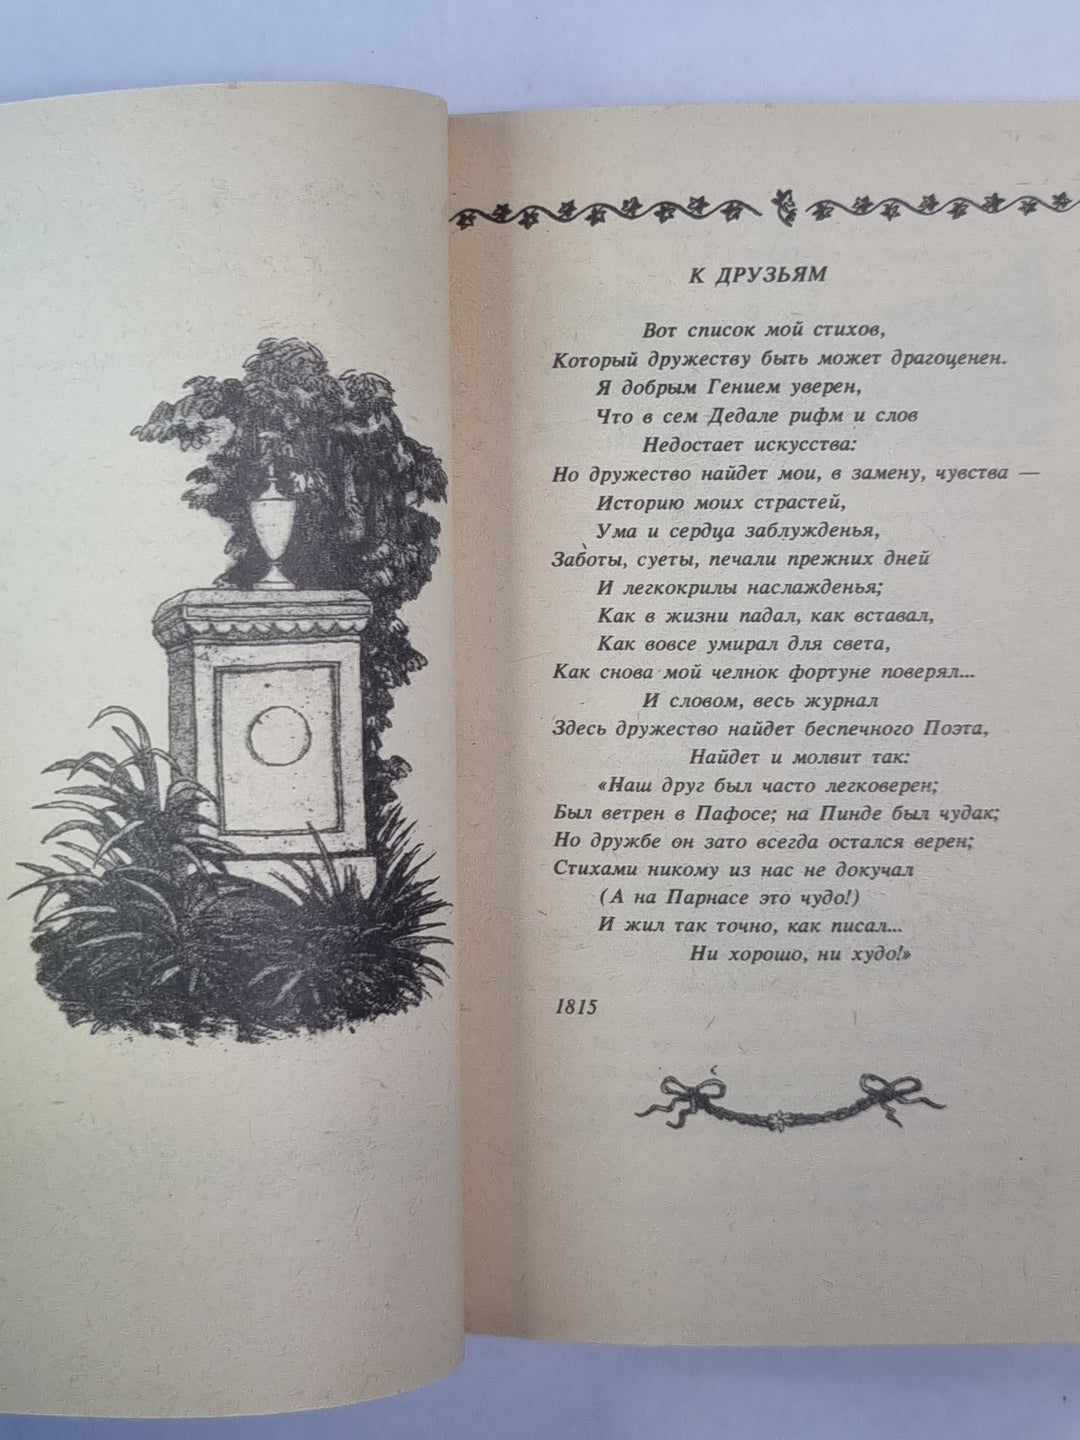 К ДРУЗЬЯМ
Вот список мой стихов,
Который дружеству быть может драгоценен.
Я добрым Гением уверен,
Что в сем Дедале рифм и слов
Недостает искусства:
Но дружество найдет мои, в замену, чувства —
Историю моих страстей,
Ума и сердца заблужденья,
Заботы, суеты, печали прежних дней
И легкокрилы наслажденья;
Как в жизни падал, как вставал,
Как вовсе умирал для света,
Как снова мой челнок фортуне поверял...
И словом, весь журнал
Здесь дружество найдет беспечного Поэта,
Найдет и молвит так:
«Наш друг был часто легковерен;
Был ветрен в Пафосе; на Пинде был чудак;
Но дружбе он зато всегда остался верен;
Стихами никому из нас не докучал
(А на Парнасе это чудо!)
И жил так точно, как писал...
Ни хорошо, ни худо!»
1815